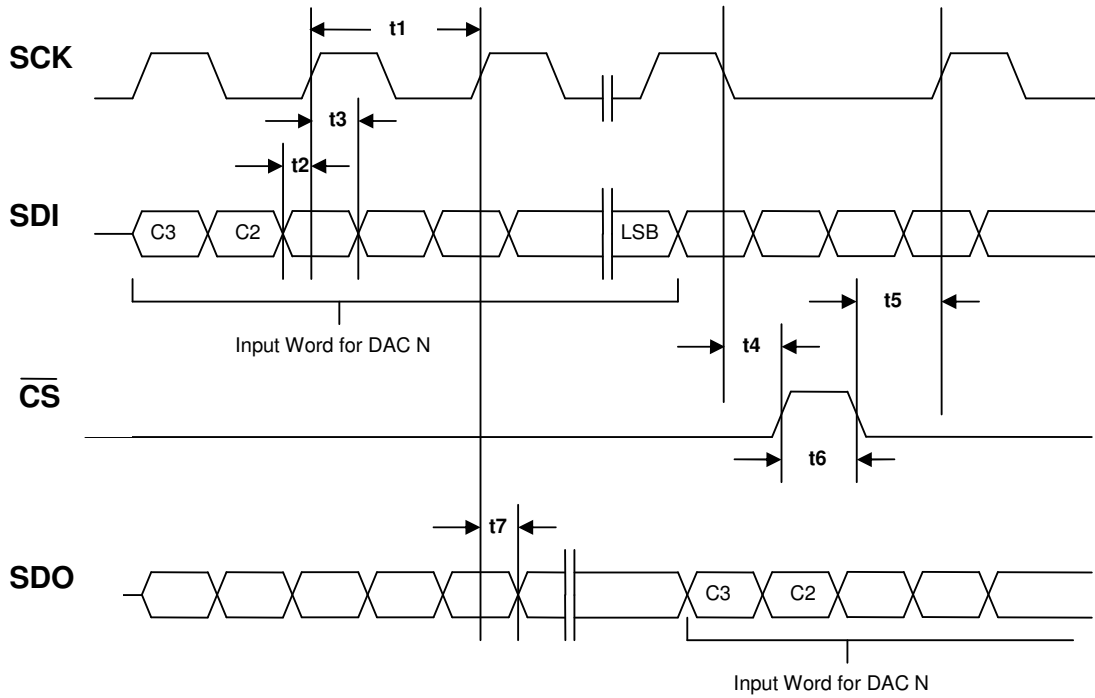 t1
SCK
t3
t2
SDI
C3 C2 LSB
t5
Input Word for DAC N
t4
CS
t6
t7
SDO
C3 C2
Input Word for DAC N